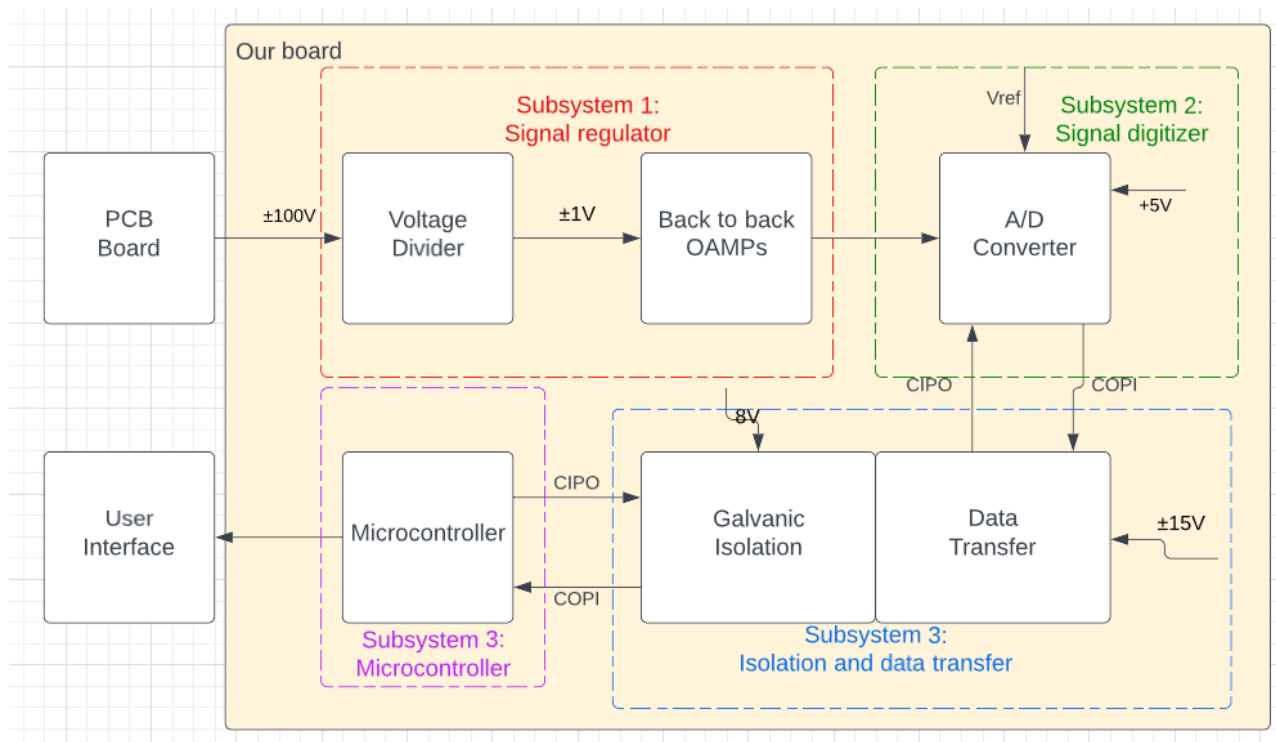 Our board
Subsystem 1:
Signal regulator
Vref
Subsystem 2:
Signal digitizer
PCB
Board
±100V
Voltage
Divider
±1V
Back to back
OAMPs
A/D
Converter
+5V
CIPO
COPI
8V
User
Interface
Microcontroller
CIPO
COPI
Galvanic
Isolation
Data
Transfer
±15V
Subsystem 3:
Microcontroller
Subsystem 3:
Isolation and data transfer